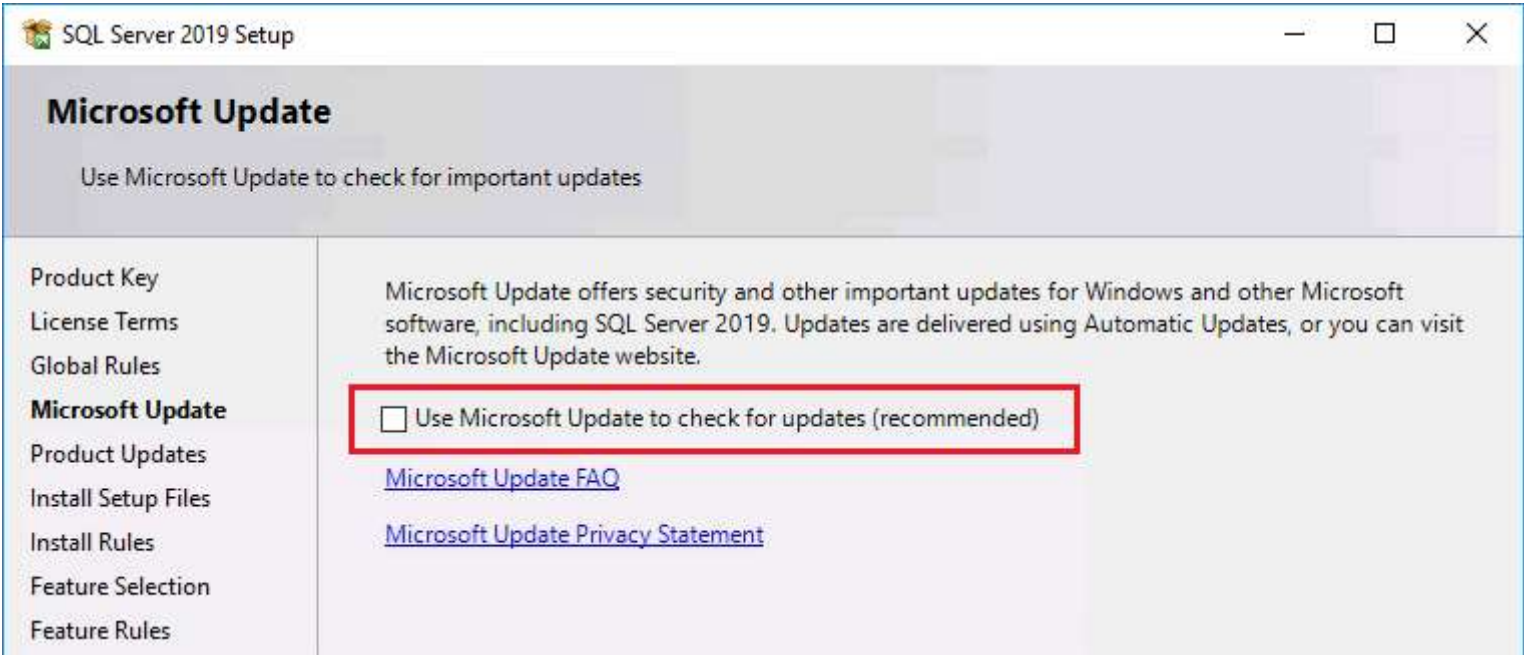 SQL Server 2019 Setup
Microsoft Update
Use Microsoft Update to check for important updates
Product Key
License Terms
Global Rules
Microsoft Update
Product Updates
Install Setup Files
Install Rules
Feature Selection
Feature Rules
Microsoft Update offers security and other important updates for Windows and other Microsoft
software, including SQL Server 2019. Updates are delivered using Automatic Updates, or you can visit
the Microsoft Update website.
Use Microsoft Update to check for updates (recommended)
Microsoft Update FAQ
Microsoft Update Privacy Statement